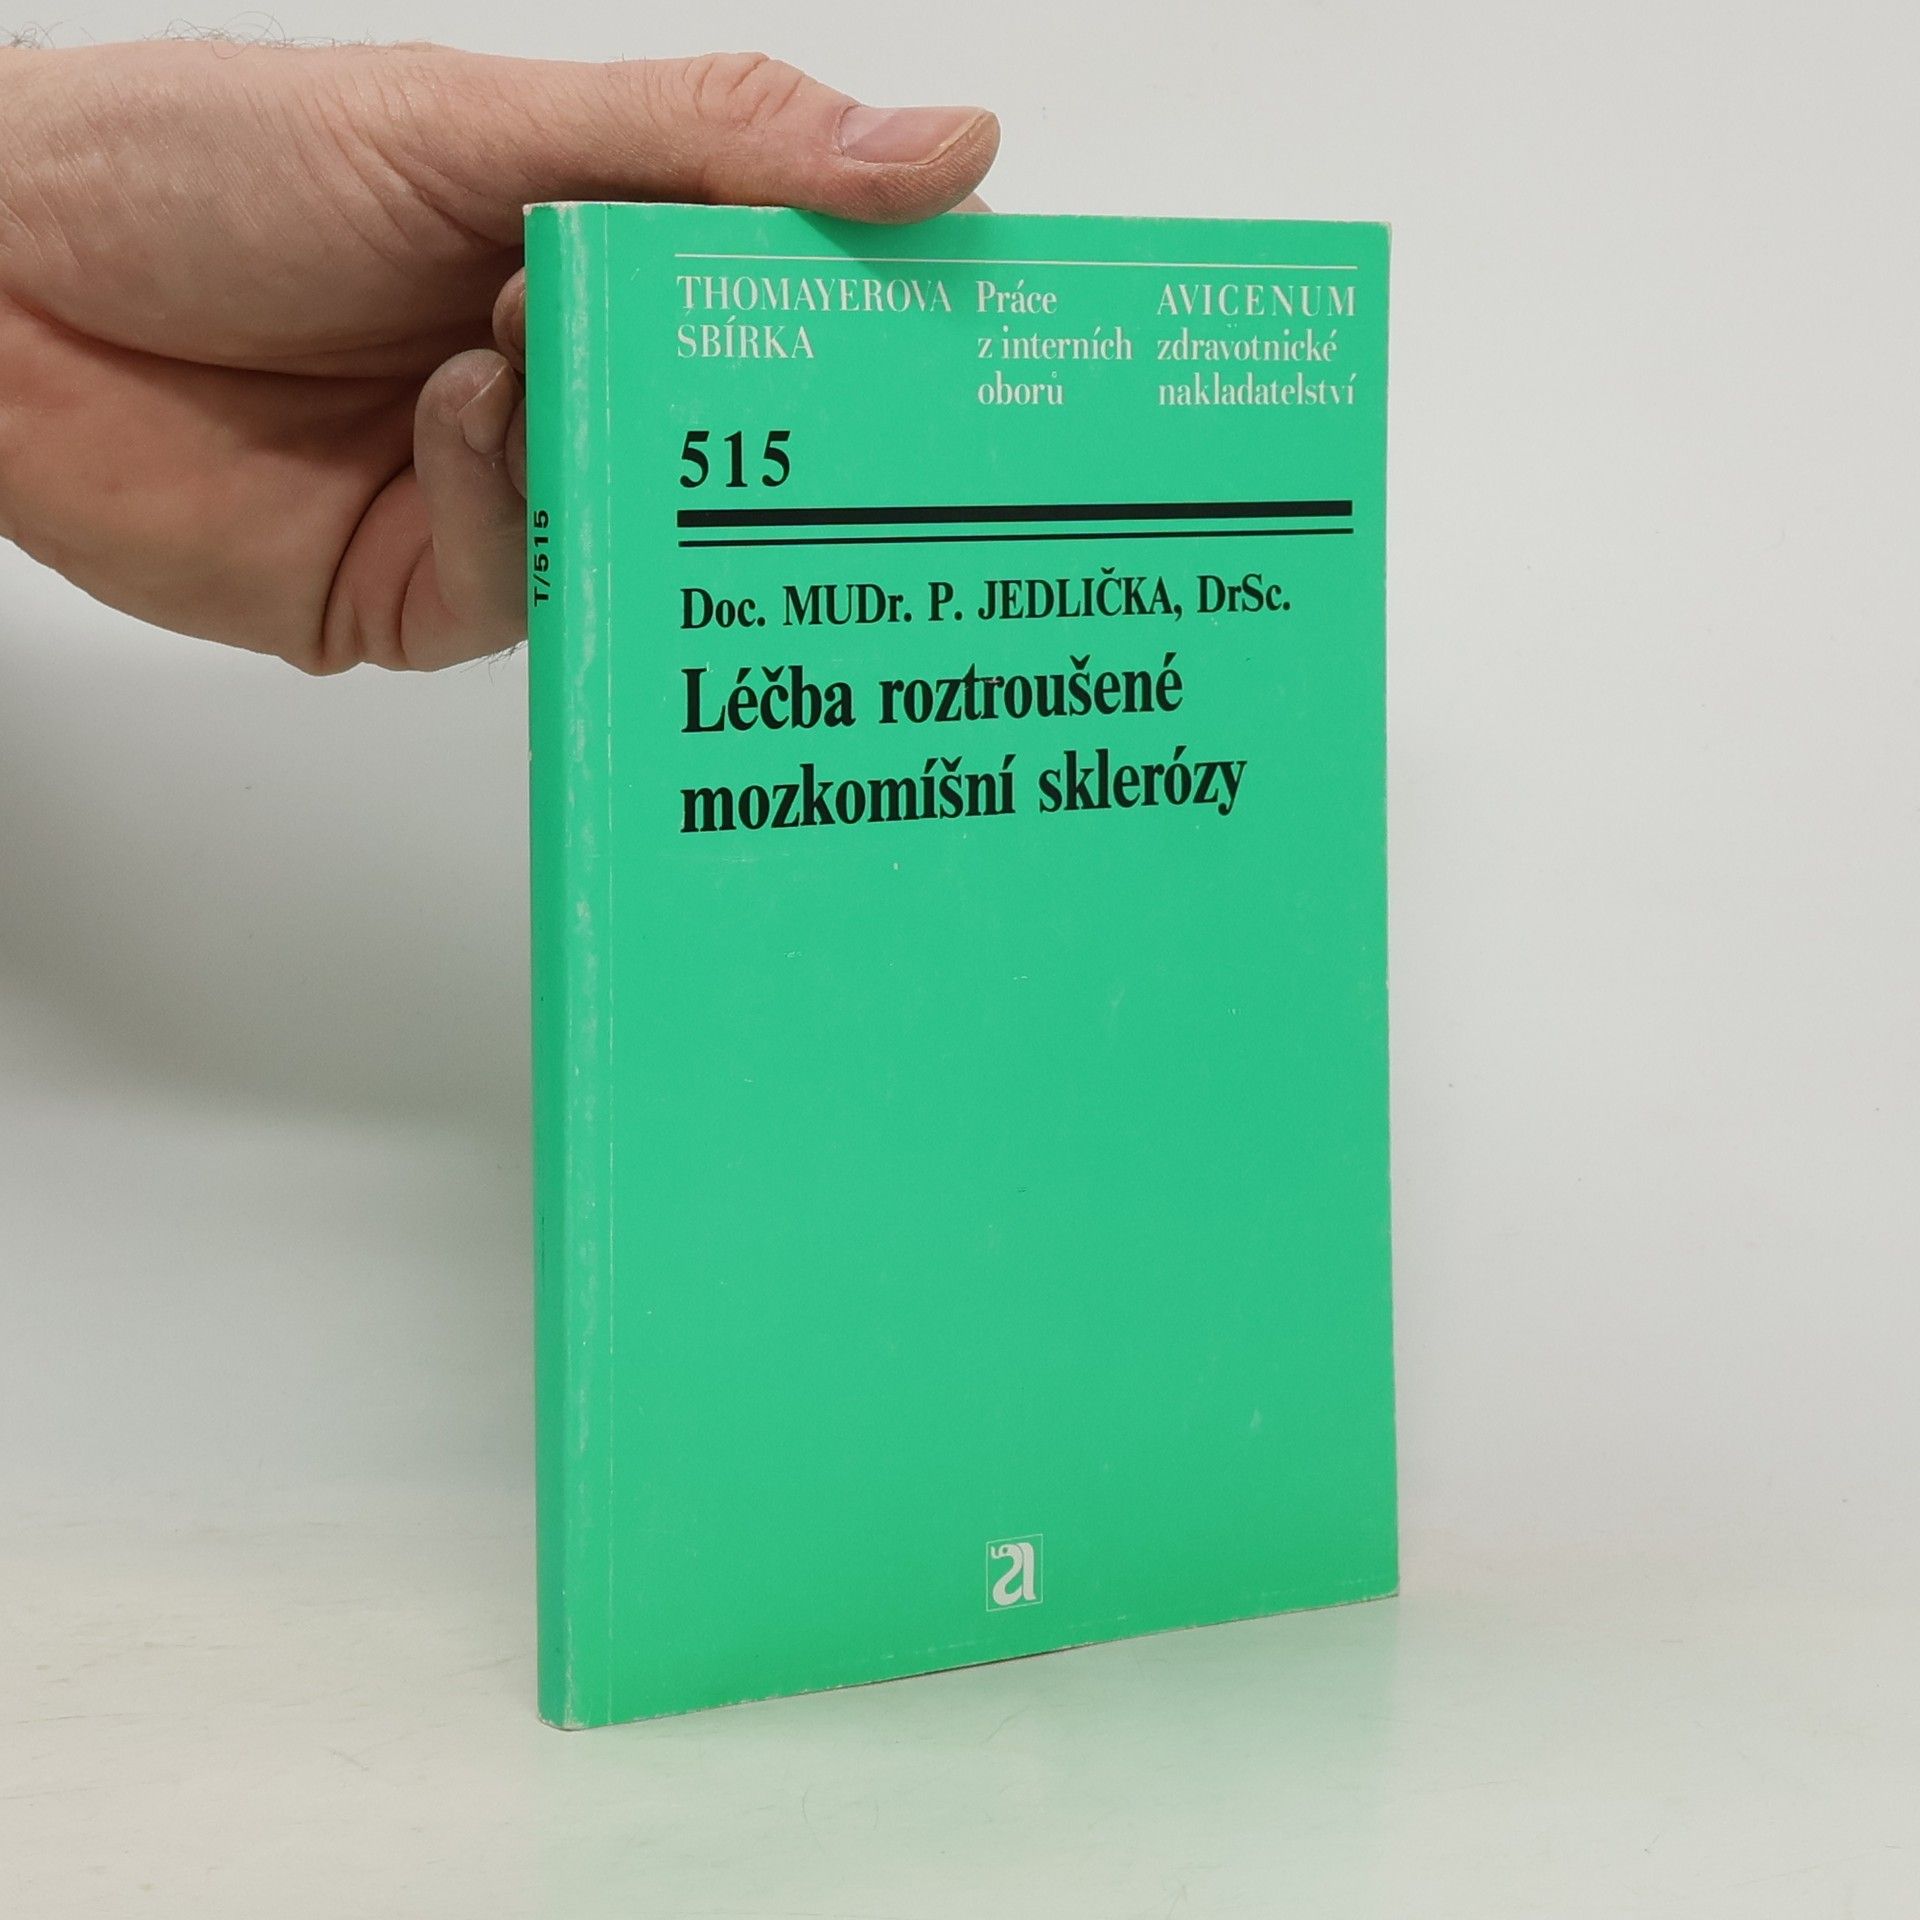 THOMAYEROVA
SBÍRKA
Práce
z interních
oborů
AVICENUM
zdravotnické
nakladatelství
515
Doc. MUDr. P. JEDLIČKA, DrSc.
Léčba roztroušené
mozkomíšní sklerózy
T/515
a